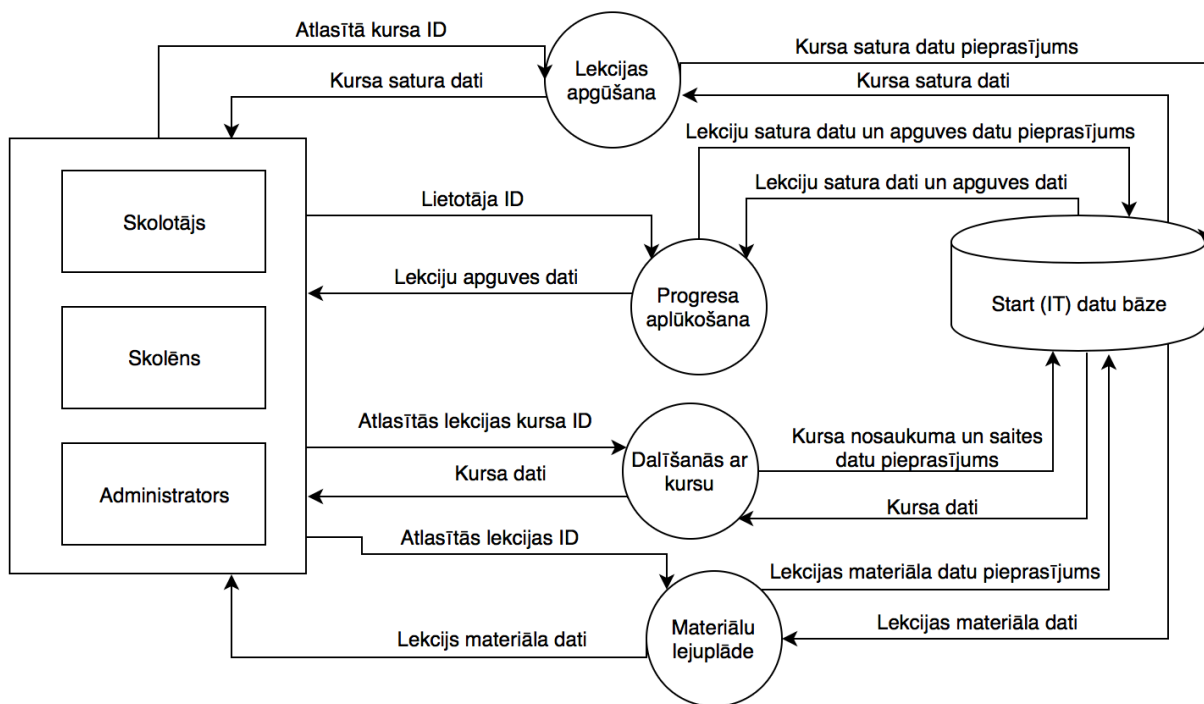 Atlasītā kursa ID
Kursa satura dati
Lekcijas
apgūšana
Kursa satura datu pieprasījums
Kursa satura dati
Lekciju satura datu un apguves datu pieprasījums
Lekciju satura dati un apguves dati
Skolotājs
Lietotāja ID
Lekciju apguves dati
Progresa
aplūkošana
Start (IT) datu bāze
Skolēns
Atlasītās lekcijas kursa ID
Kursa dati
Dalīšanās ar
kursu
Kursa nosaukuma un saites
datu pieprasījums
Kursa dati
Administrators
Atlasītās lekcijas ID
Lekcijas materiāla datu pieprasījums
Lekcijas materiāla dati
Materiālu
lejuplāde
Lekcijs materiāla dati